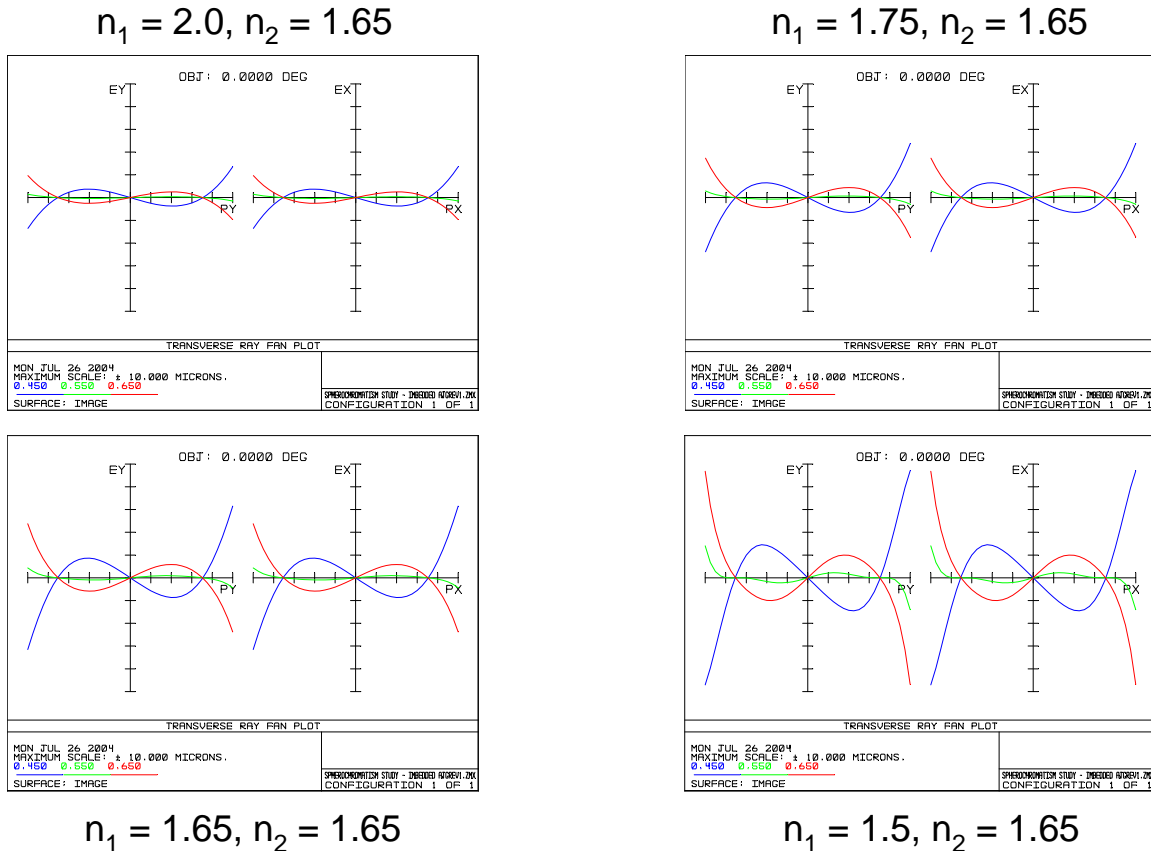 n₁ = 2.0, n₂ = 1.65
OBJ: 0.0000 DEG
EY EX
PY PX
TRANSVERSE RAY FAN PLOT
MON JUL 26 2004
MAXIMUM SCALE: ± 10.000 MICRONS.
0.450 0.550 0.650
SURFACE: IMAGE
CONFIGURATION 1 OF 1
n₁ = 1.75, n₂ = 1.65
OBJ: 0.0000 DEG
EY EX
PY PX
TRANSVERSE RAY FAN PLOT
MON JUL 26 2004
MAXIMUM SCALE: ± 10.000 MICRONS.
0.450 0.550 0.650
SURFACE: IMAGE
CONFIGURATION 1 OF 1
OBJ: 0.0000 DEG
EY EX
PY PX
TRANSVERSE RAY FAN PLOT
MON JUL 26 2004
MAXIMUM SCALE: ± 10.000 MICRONS.
0.450 0.550 0.650
SURFACE: IMAGE
CONFIGURATION 1 OF 1
n₁ = 1.65, n₂ = 1.65
OBJ: 0.0000 DEG
EY EX
PY PX
TRANSVERSE RAY FAN PLOT
MON JUL 26 2004
MAXIMUM SCALE: ± 10.000 MICRONS.
0.450 0.550 0.650
SURFACE: IMAGE
CONFIGURATION 1 OF 1
n₁ = 1.5, n₂ = 1.65